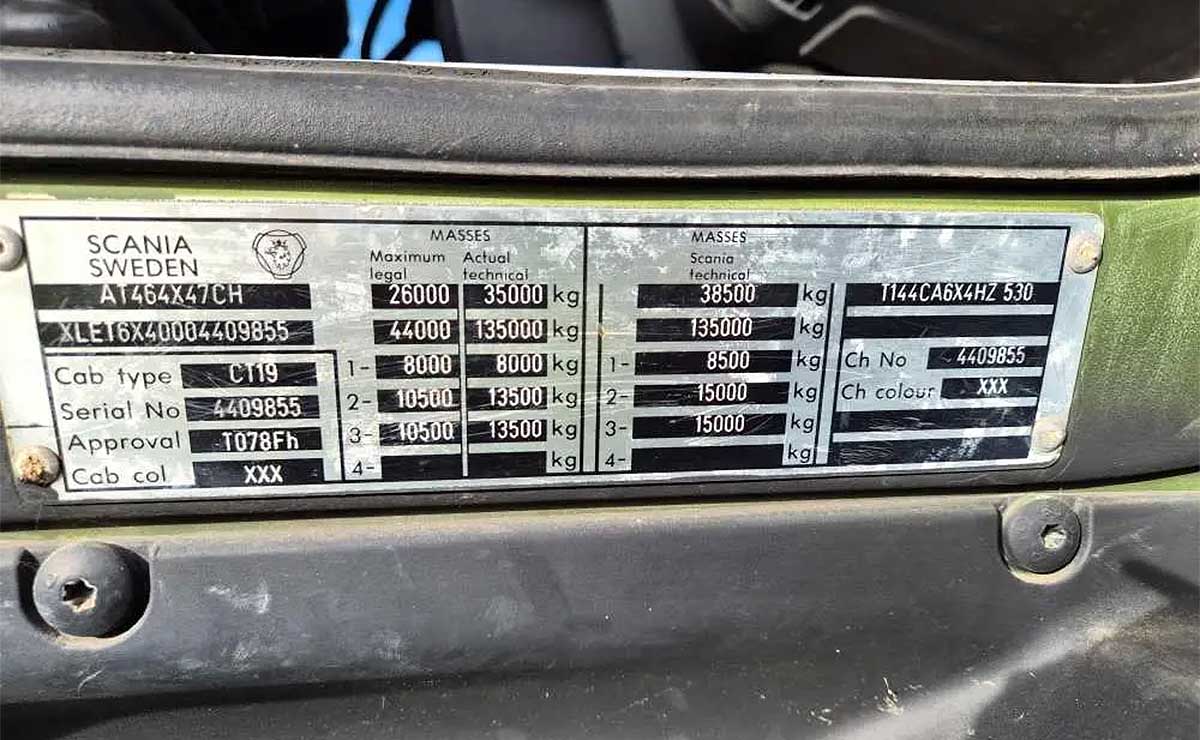 SCANIA
SWEDEN
MASSES
Maximum legal Actual technical
MASSES
Scania technical
AT464X47CH 26000 35000 kg 38500 kg T144CA6X4HZ 530
XLET6X40004409855 44000 135000 kg 135000
1- 8000 8000 kg 1- 8500 kg Ch No 4409855
Cab type CT19
2- 10500 13500 kg 2- 15000 kg Ch colour XXX
Serial No 4409855
3- 10500 13500 kg 3- 15000 kg
Approval T078Fh
4- kg 4- kg
Cab col XXX